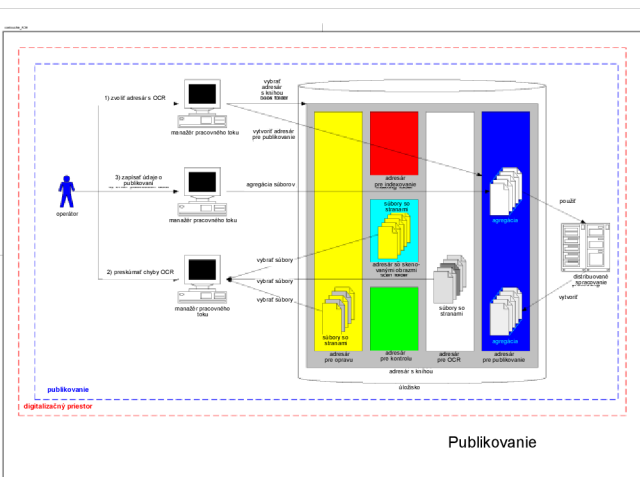 1) zvoliť adresár s OCR
manažér pracovného toku
vybrať
adresár
s knihou
vytvoriť adresár
pre publikovanie
3) zapísať údaje o
publikovaní
manažér pracovného toku
agregácia súborov
operátor
2) preskúmať chyby OCR
manažér pracovného
toku
vybrať súbory
vybrať súbory
vybrať súbory
adresár
pre indexovanie
súbory so
stranami
adresár so skeno-
vanými obrazmi
súbory so
stranami
súbory so
stranami
adresár
pre opravu
adresár
pre kontrolu
adresár
pre OCR
adresár
pre publikovanie
agregácia
agregácia
použiť
distribuované
spracovanie
vytvoriť
adresár s knihou
úložisko
publikovanie
digitalizačný priestor
Publikovanie